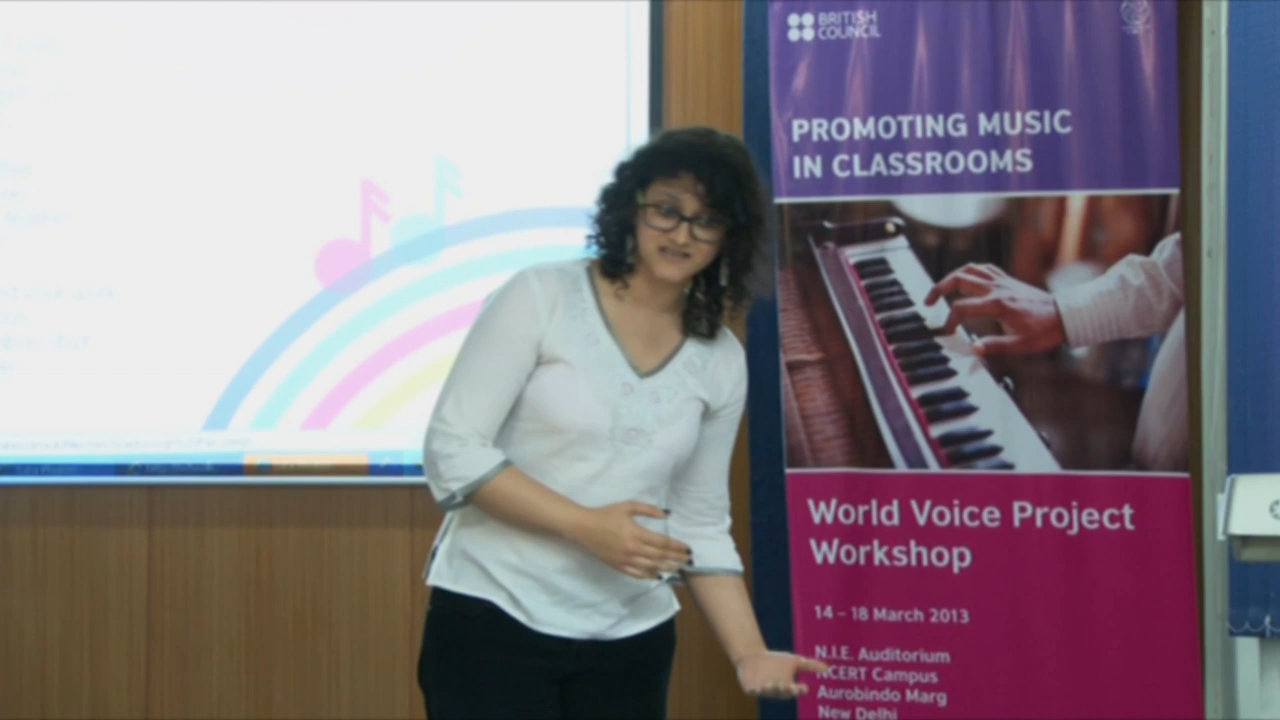 BRITISH
COUNCIL
PROMOTING MUSIC
IN CLASSROOMS
World Voice Project
Workshop
14 – 18 March 2013
N.I.E. Auditorium
NCERT Campus
Aurobindo Marg
New Delhi